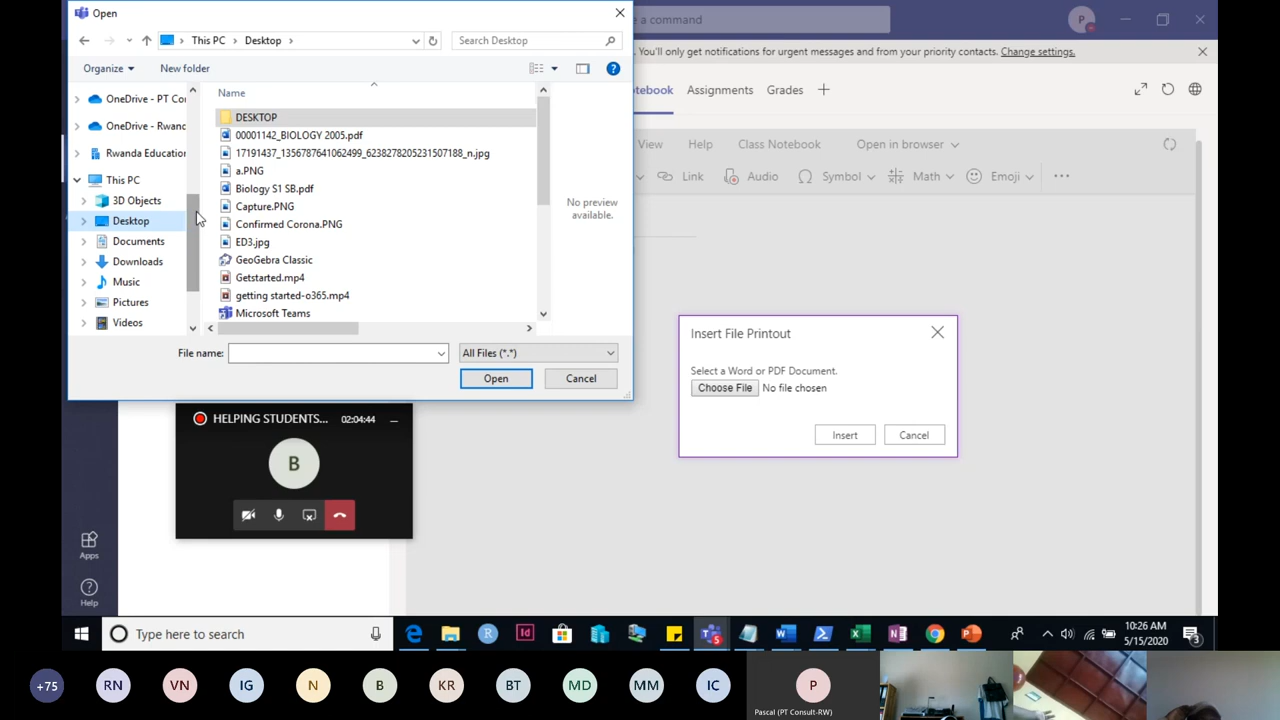 Open
This PC
Desktop
Search Desktop
Organize
New folder
OneDrive - PT Co
OneDrive - Rwan
Rwanda Educatio
This PC
3D Objects
Desktop
Documents
Downloads
Music
Pictures
Videos
Name
DESKTOP
00001142_BIOLOGY 2005.pdf
17191437_1356787641062499_6238278205231507188_n.jpg
a.PNG
Biology S1 SB.pdf
Capture.PNG
Confirmed Corona.PNG
ED3.jpg
GeoGebra Classic
Getstarted.mp4
getting started-o365.mp4
Microsoft Teams
No preview
available.
File name:
All Files (*.*)
Open
Cancel
e a command
P
You'll only get notifications for urgent messages and from your priority contacts. Change settings.
otebook
Assignments
Grades
View
Help
Class Notebook
Open in browser
Link
Audio
Symbol
Math
Emoji
Insert File Printout
Select a Word or PDF Document.
Choose File
No file chosen
Insert
Cancel
HELPING STUDENTS...
02:04:44
B
Apps
Help
Type here to search
5
10:26 AM
5/15/2020
3
+75
RN
VN
IG
N
B
KR
BT
MD
MM
IC
P
Pascal (PT Consult-RW)